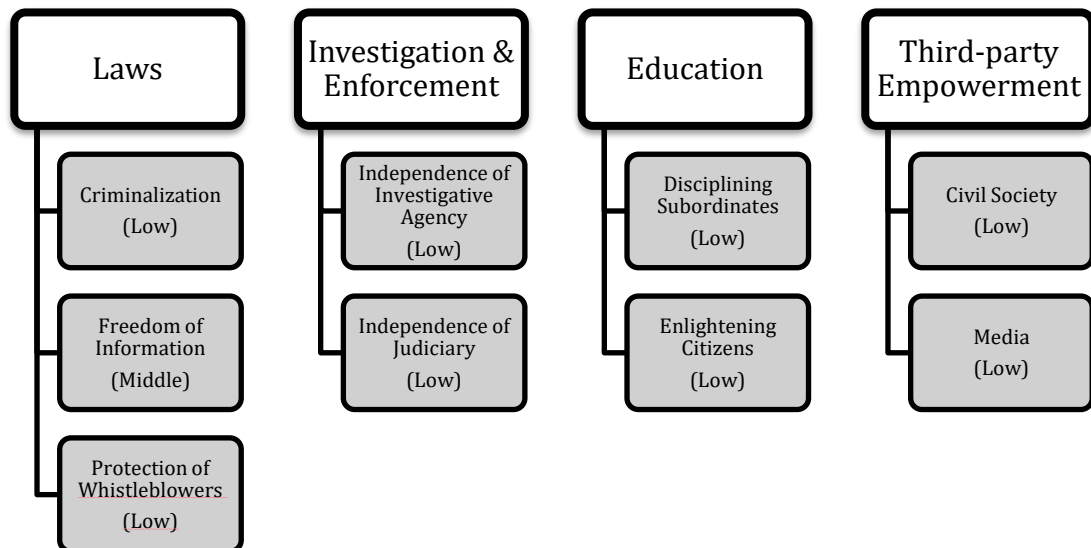 Laws
Criminalization
(Low)
Freedom of
Information
(Middle)
Protection of
Whistleblowers
(Low)
Investigation &
Enforcement
Independence of
Investigative
Agency
(Low)
Independence of
Judiciary
(Low)
Education
Disciplining
Subordinates
(Low)
Enlightening
Citizens
(Low)
Third-party
Empowerment
Civil Society
(Low)
Media
(Low)